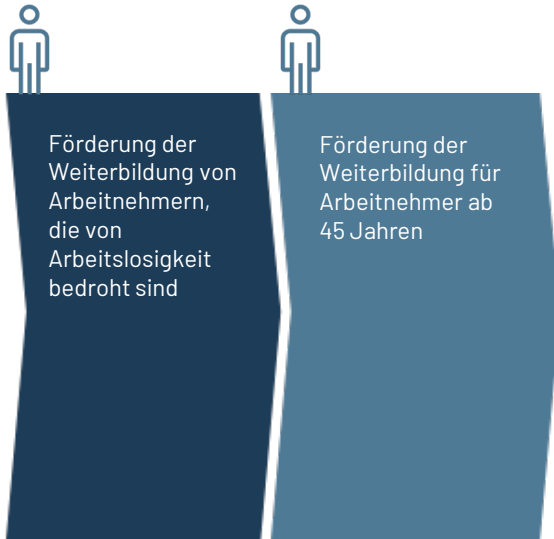 Förderung der
Weiterbildung von
Arbeitnehmern,
die von
Arbeitslosigkeit
bedroht sind
Förderung der
Weiterbildung für
Arbeitnehmer ab
45 Jahren